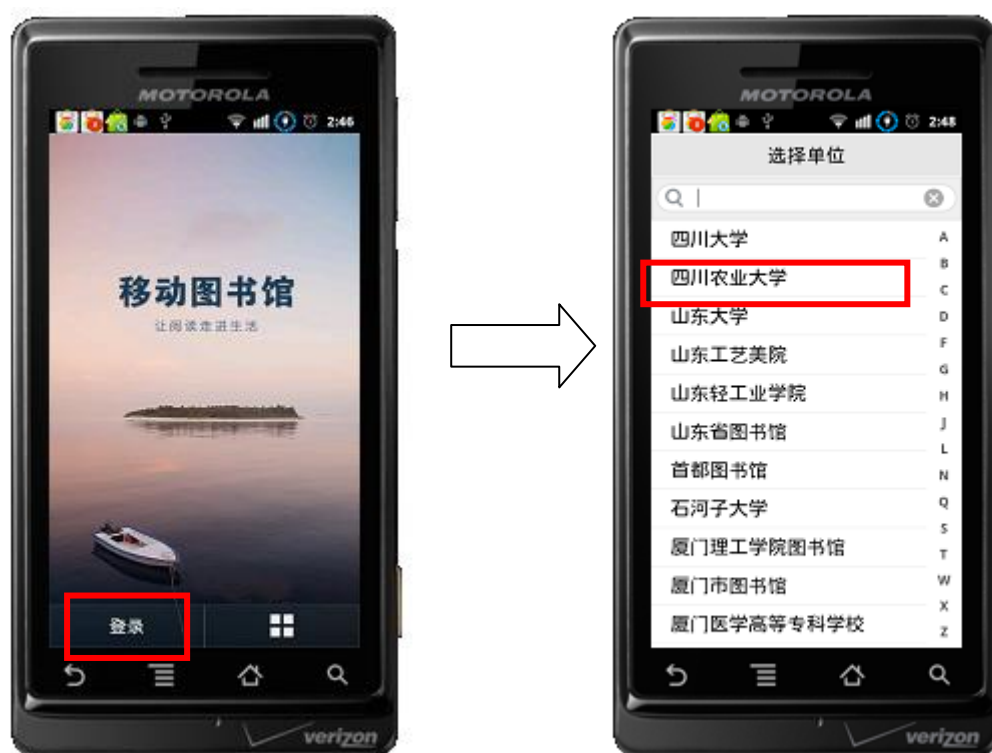 MOTOROLA
2:46
移动图书馆
让阅读走进生活
登录
verizon
MOTOROLA
2:48
选择单位
四川大学
四川农业大学
山东大学
山东工艺美院
山东轻工业学院
山东省图书馆
首都图书馆
石河子大学
厦门理工学院图书馆
厦门市图书馆
厦门医学高等专科学校
A
B
C
D
F
G
H
J
L
N
Q
S
T
W
X
Z
verizon